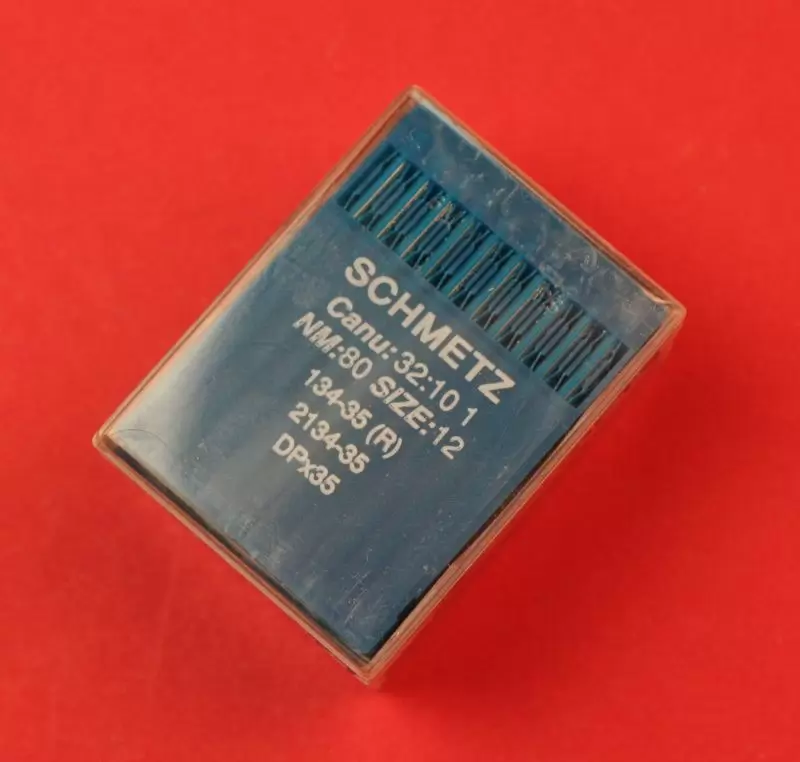 SCHMETZ
Canu: 32:10 1
NM:80 SIZE:12
134-35 (R)
2134-35
DPx35